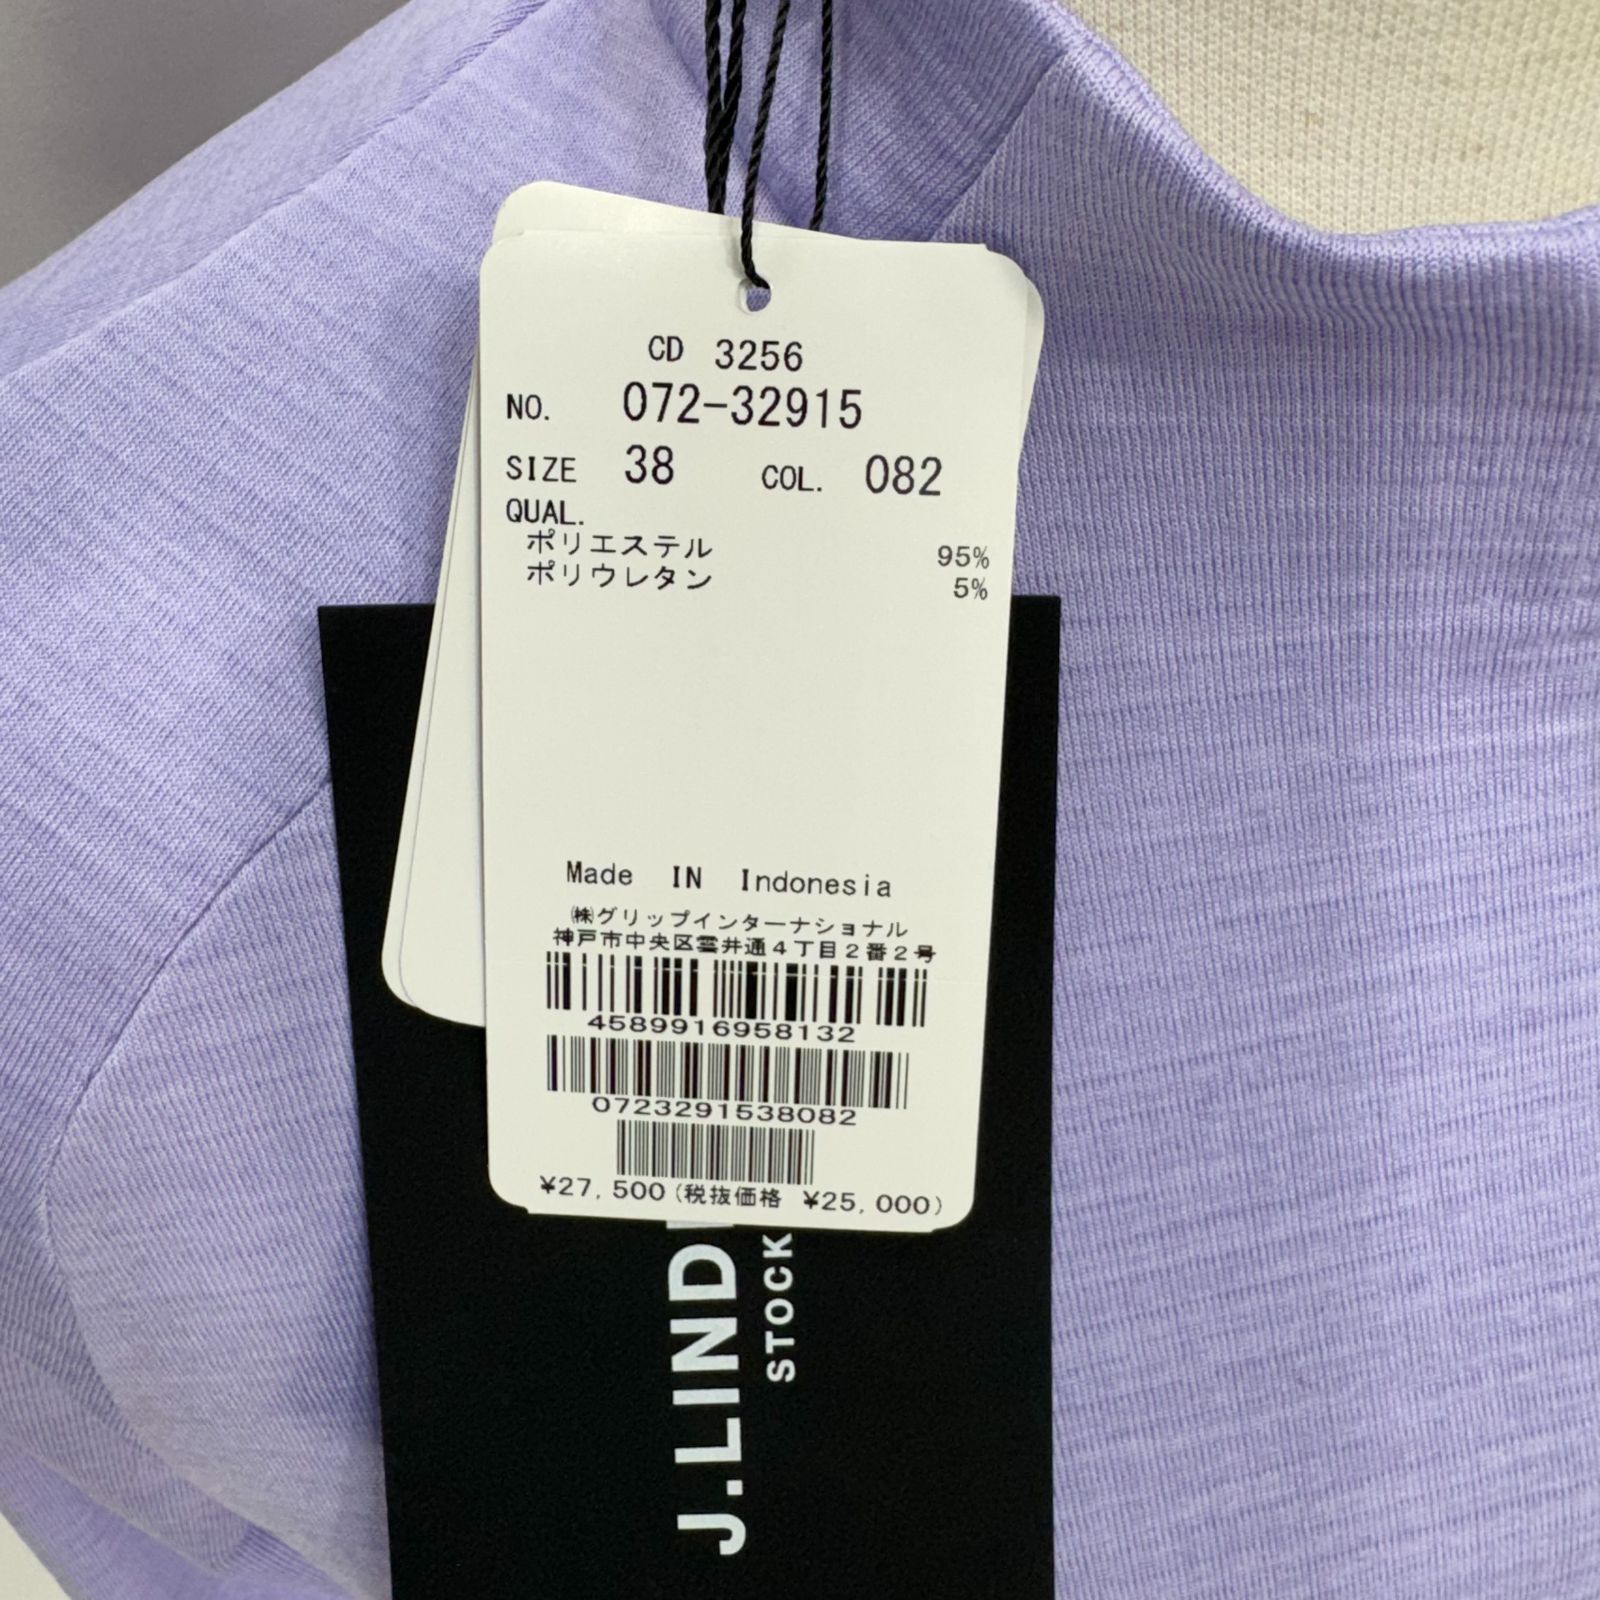 CD 3256
NO. 072-32915
SIZE 38 COL. 082
QUAL.
ポリエステル 95%
ポリウレタン 5%
Made IN Indonesia
㈱グリップインターナショナル
神戸市中央区雲井通4丁目2番2号
4589916958132
0723291538082
¥27,500(税抜価格 ¥25,000)
J.LIND
STOCK